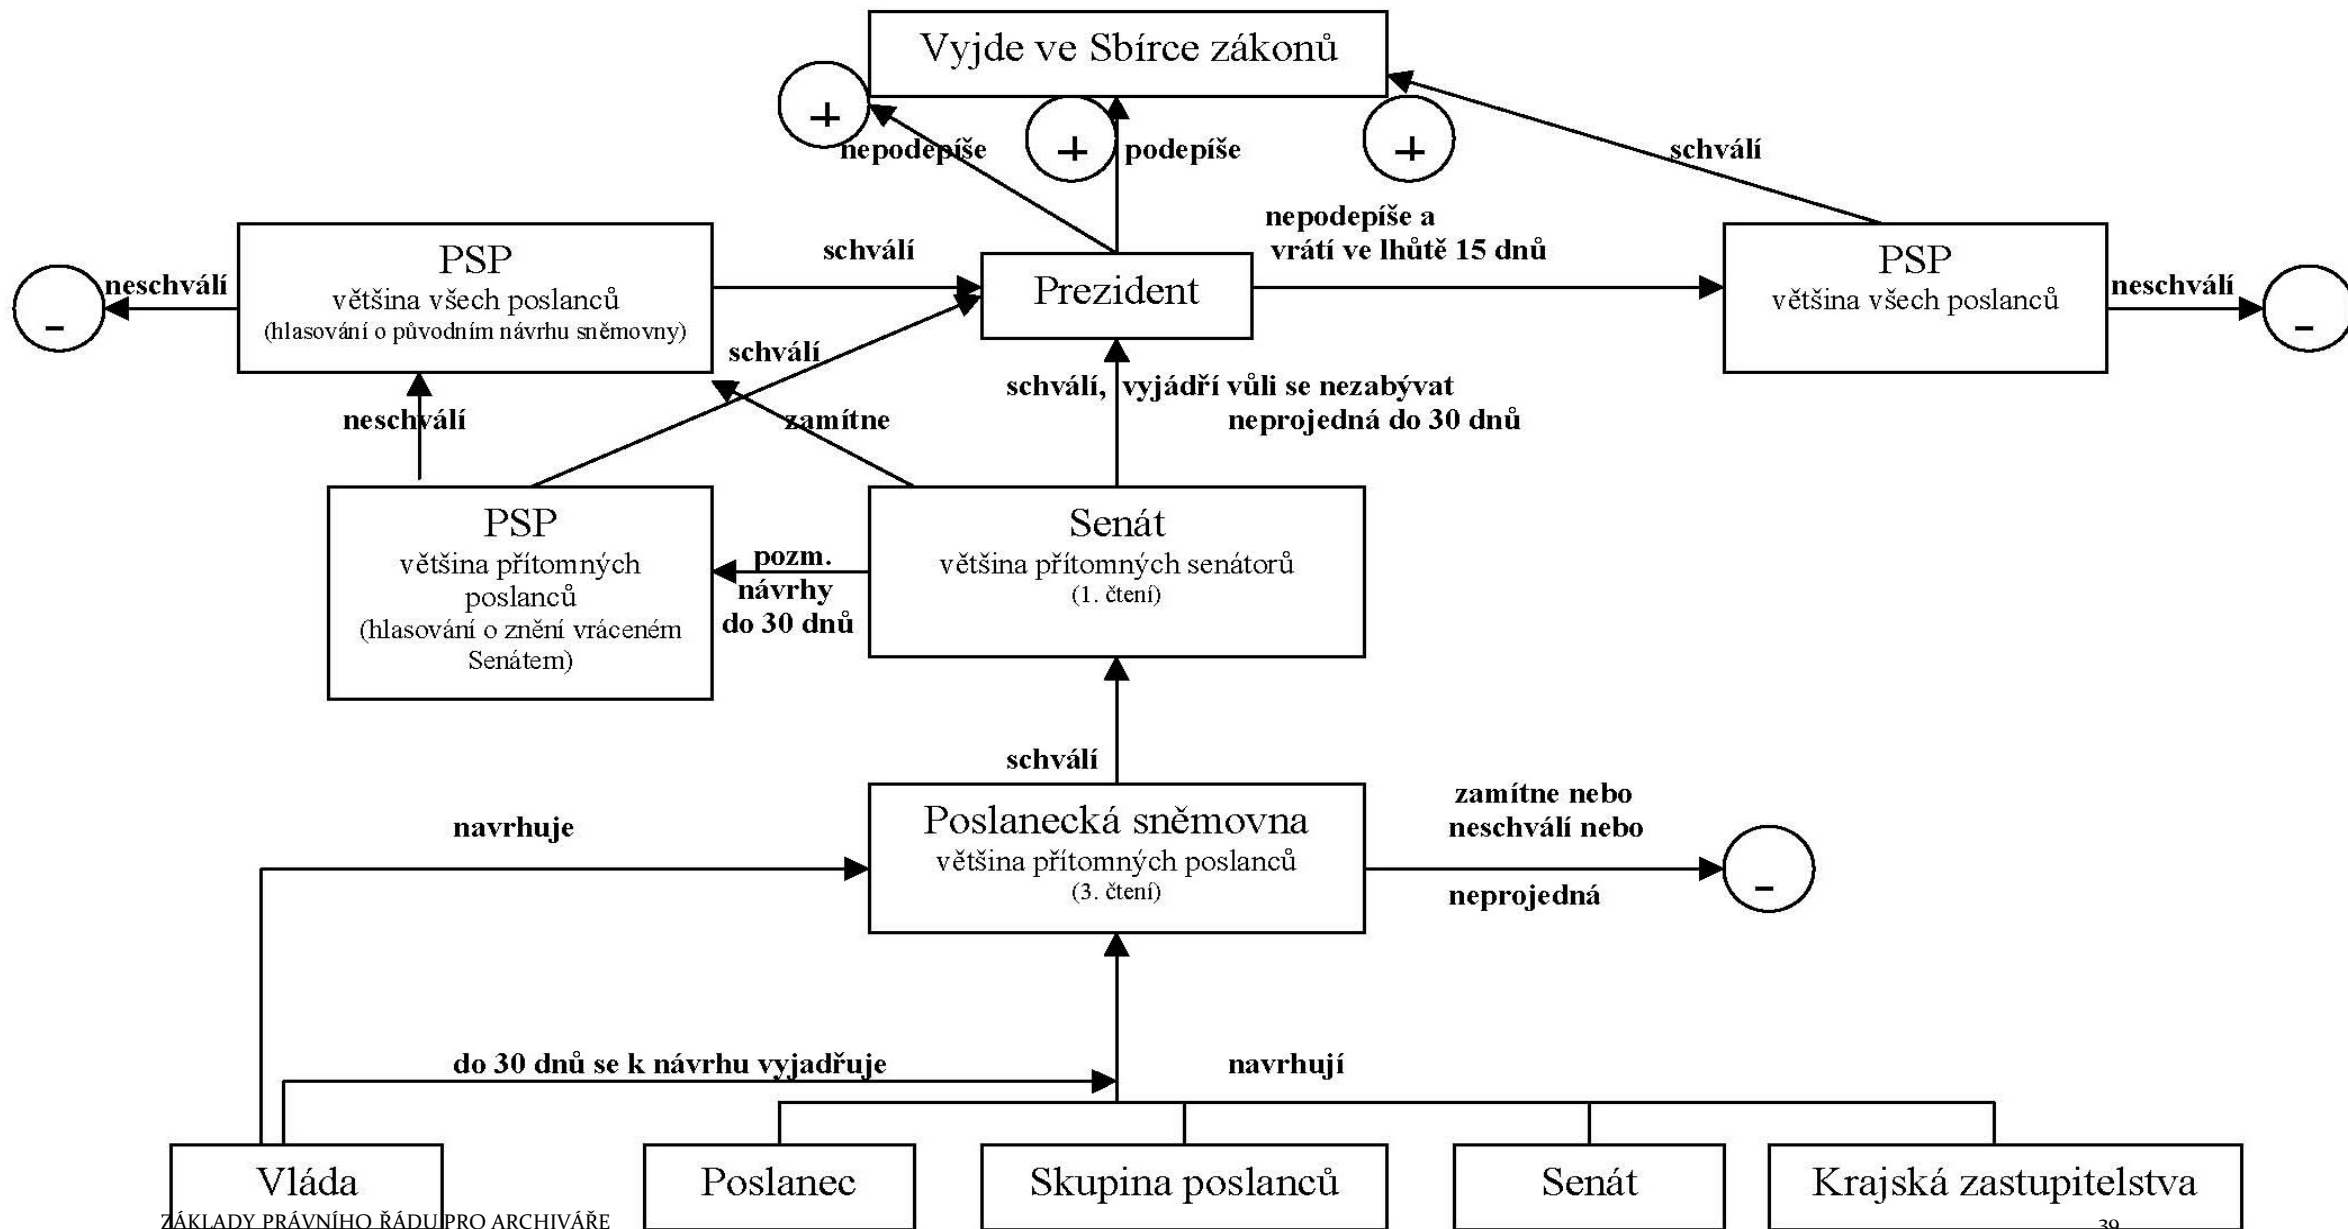 Vyjde ve Sbírce zákonů
+
+
+
nepodepíše
podepíše
schválí
nepodepíše a
vrátí ve lhůtě 15 dnů
PSP
většina všech poslanců
(hlasování o původním návrhu sněmovny)
schválí
Prezident
PSP
většina všech poslanců
neschválí
-
neschválí
-
schválí
schválí, vyjádří vůli se nezabývat
neprojedná do 30 dnů
neschválí
zamítne
PSP
většina přítomných
poslanců
(hlasování o znění vráceném
Senátem)
pozm.
návrhy
do 30 dnů
Senát
většina přítomných senátorů
(1. čtení)
schválí
navrhuje
Poslanecká sněmovna
většina přítomných poslanců
(3. čtení)
zamítne nebo
neschválí nebo
neprojedná
-
do 30 dnů se k návrhu vyjadřuje
navrhují
Vláda
Poslanec
Skupina poslanců
Senát
Krajská zastupitelstva
ZÁKLADY PRÁVNÍHO ŘÁDU PRO ARCHIVÁŘE
39